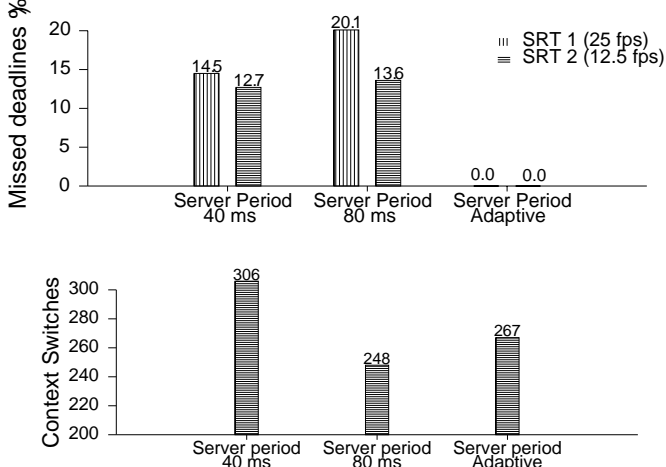 Missed deadlines %
20
15
10
5
0
14.5
12.7
20.1
13.6
0.0
0.0
SRT 1 (25 fps)
SRT 2 (12.5 fps)
Server Period
40 ms
Server Period
80 ms
Server Period
Adaptive
Context Switches
300
280
260
240
220
200
306
248
267
Server period
40 ms
Server period
80 ms
Server period
Adaptive